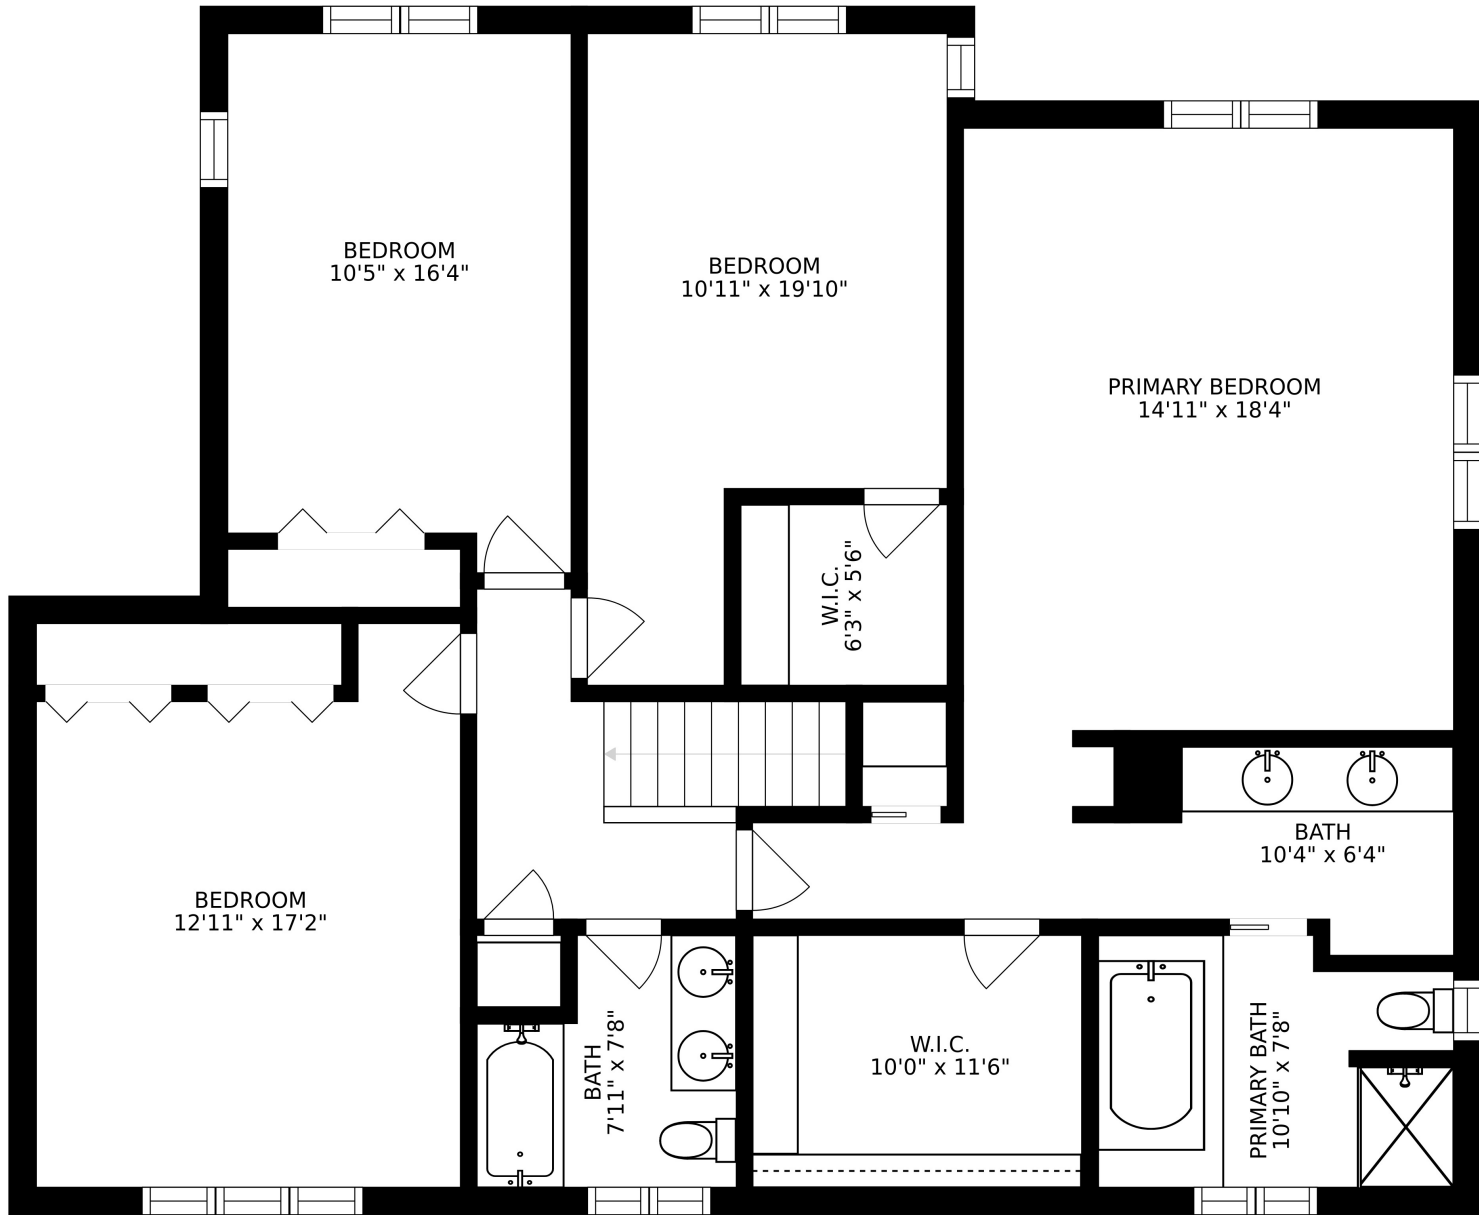 BEDROOM
10'5" x 16'4"
BEDROOM
10'11" x 19'10"
PRIMARY BEDROOM
14'11" x 18'4"
W.I.C.
6'3" x 5'6"
BATH
10'4" x 6'4"
BEDROOM
12'11" x 17'2"
BATH
7'11" x 7'8"
W.I.C.
10'0" x 11'6"
PRIMARY BATH
10'10" x 7'8"